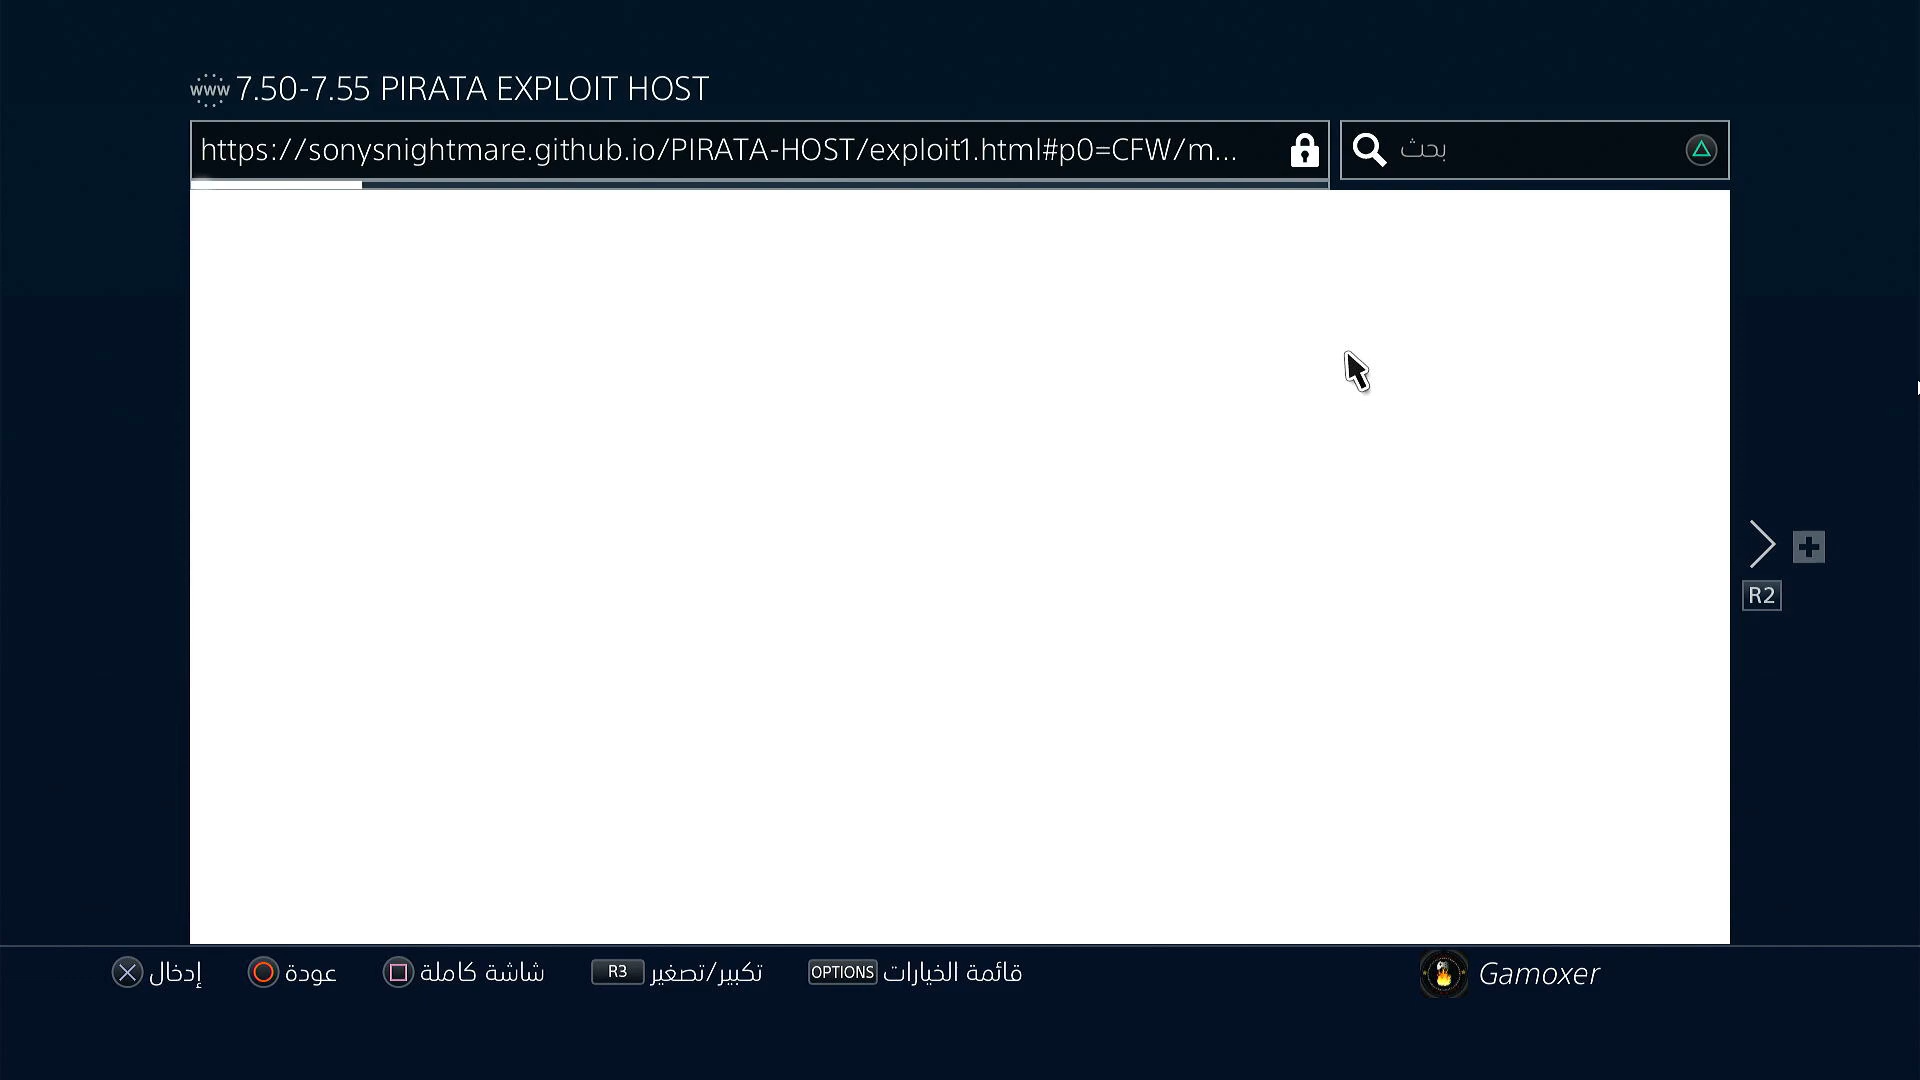 www 7.50-7.55 PIRATA EXPLOIT HOST
https://sonysnightmare.github.io/PIRATA-HOST/exploit1.html#p0=CFW/m...
بحث
R2
إدخال
عودة
شاشة كاملة
R3 تكبير/تصغير
OPTIONS قائمة الخيارات
Gamoxer